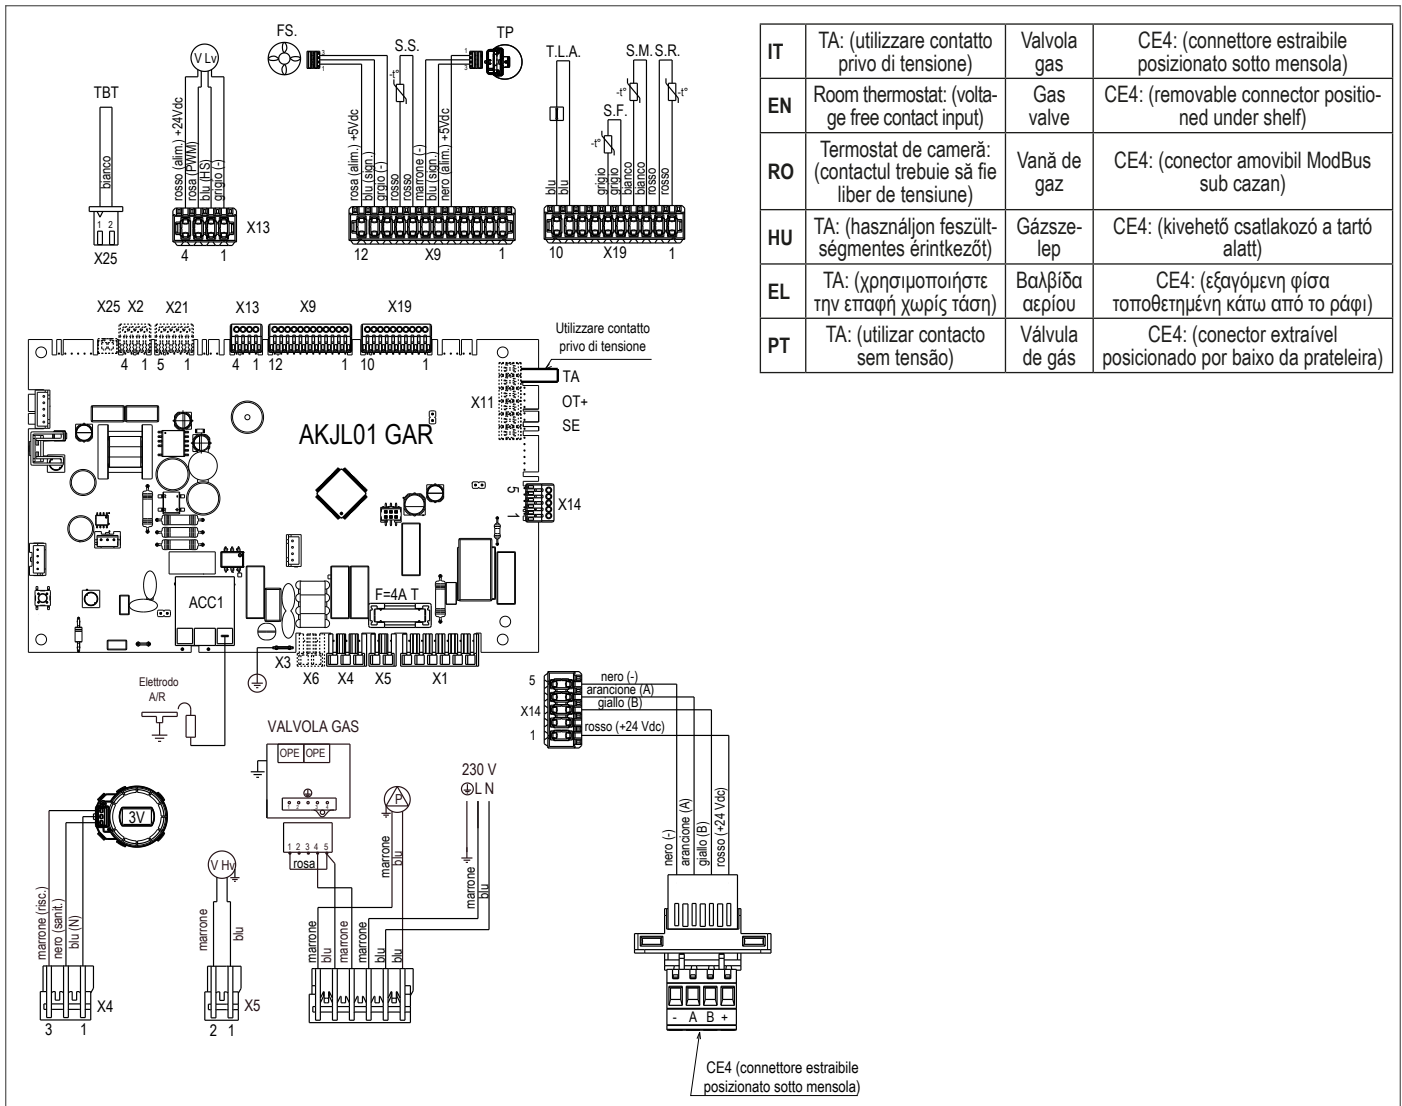 FS.
TP
S.S.
T.L.A.
S.M. S.R.
S.F.
V Lv
TBT
-t°
-t°
-t°
-t°
bianco
rosso (alim.) +24Vdc
rosa (PWM)
blu (HS)
grigio (-)
rosa (alim.) +5Vdc
blu (sign.)
grgio (-)
rosso
rosso
marrone (-)
blu (sign.)
nero (alim.) +5Vdc
blu
blu
grigio
grigio
bianco
bianco
rosso
rosso
1 2
X25
4 1
X13
12 X9 1
10 X19 1
IT
TA: (utilizzare contatto
privo di tensione)
Valvola
gas
CE4: (connettore estraibile
posizionato sotto mensola)
EN
Room thermostat: (volta-
ge free contact input)
Gas
valve
CE4: (removable connector positio-
ned under shelf)
RO
Termostat de cameră:
(contactul trebuie să fie
liber de tensiune)
Vană de
gaz
CE4: (conector amovibil ModBus
sub cazan)
HU
TA: (használjon feszült-
ségmentes érintkezőt)
Gázsze-
lep
CE4: (kivehető csatlakozó a tartó
alatt)
EL
TA: (χρησιμοποιήστε
την επαφή χωρίς τάση)
Βαλβίδα
αερίου
CE4: (εξαγόμενη φίσα
τοποθετημένη κάτω από το ράφι)
PT
TA: (utilizar contacto
sem tensão)
Válvula
de gás
CE4: (conector extraível
posicionado por baixo da prateleira)
X25 X2 X21 X13 X9 X19
4 1 5 1 4 1 12 1 10 1
Utilizzare contatto
privo di tensione
TA
X11
OT+
SE
AKJL01 GAR
5
X14
1
ACC1
F=4A T
X3
X6 X4 X5 X1
Elettrodo
A/R
VALVOLA GAS
OPE OPE
1 2 3 4 5
rosa
P
230 V
L N
marrone
blu
marrone
blu
3V
marrone (risc.)
nero (sanit.)
blu (N)
X4
3 1
V Hv
marrone
blu
X5
2 1
marrone
blu
marrone
marrone
blu
blu
5
X14
1
nero (-)
arancione (A)
giallo (B)
rosso (+24 Vdc)
nero (-)
arancione (A)
giallo (B)
rosso (+24 Vdc)
- A B +
CE4 (connettore estraibile
posizionato sotto mensola)